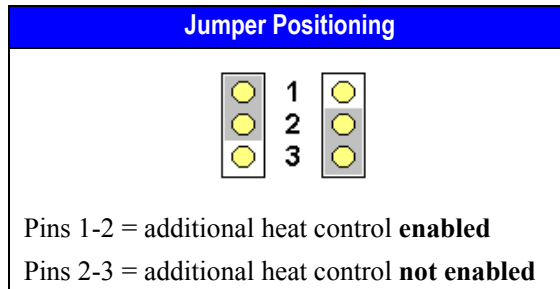 Jumper Positioning
1
2
3
Pins 1-2 = additional heat control enabled
Pins 2-3 = additional heat control not enabled